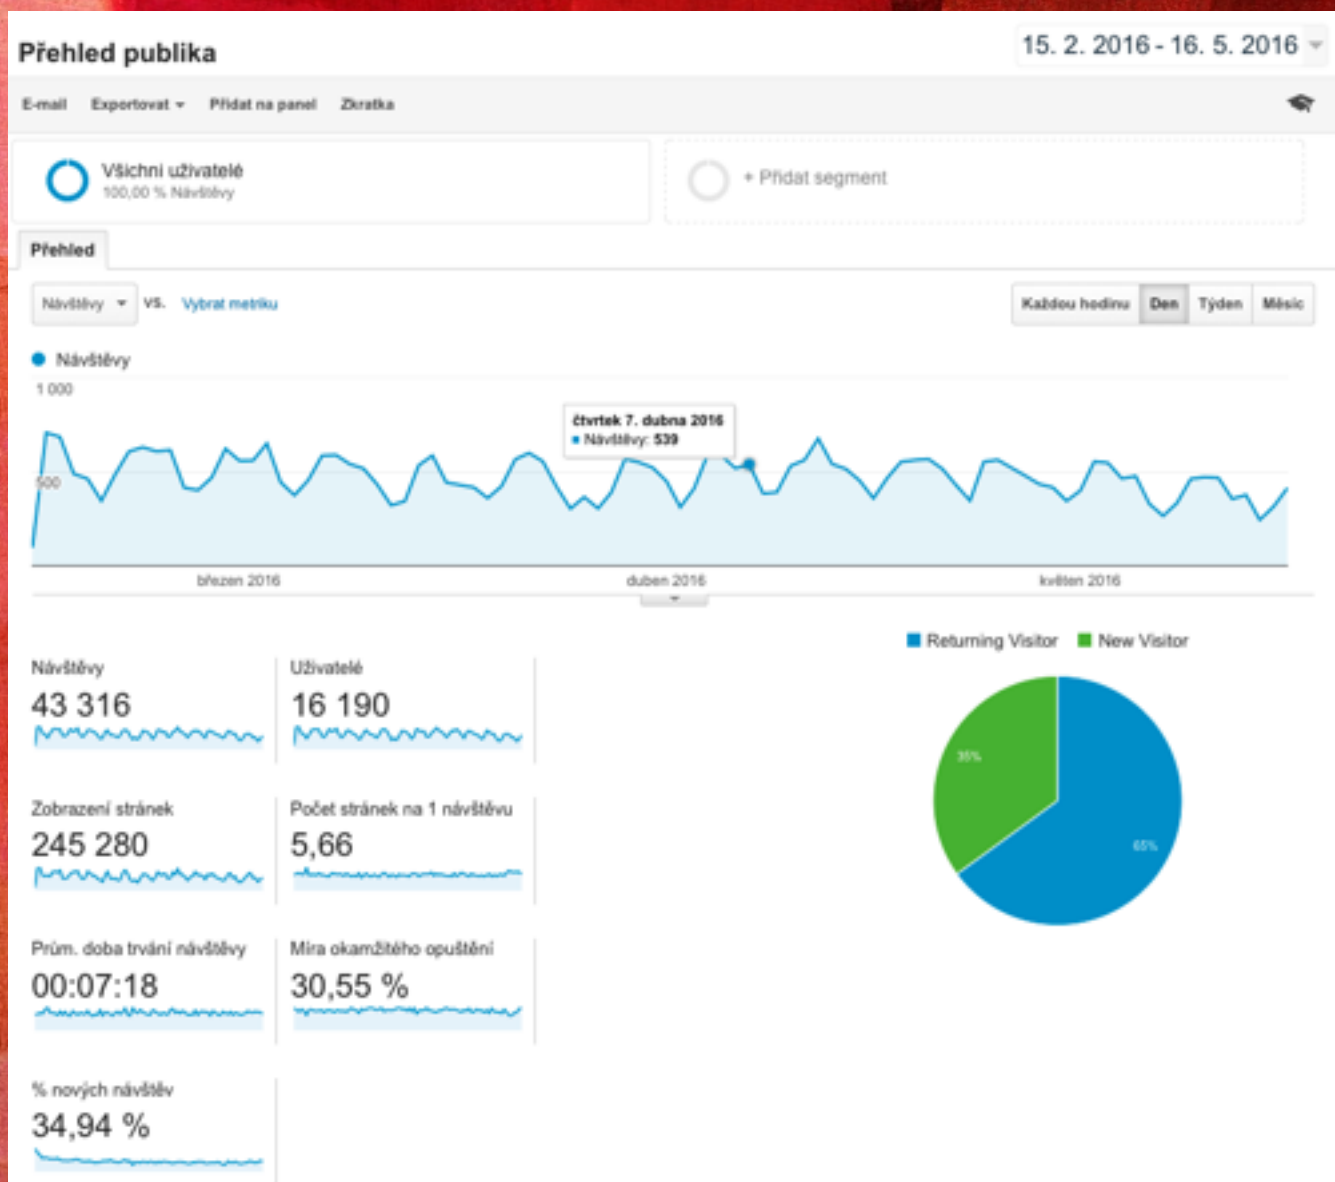 Přehled publika
15. 2. 2016 - 16. 5. 2016
E-mail Exportovat Přidat na panel Zkratka
Všichni uživatelé
100,00 % Návštěvy
+ Přidat segment
Přehled
Návštěvy VS. Vybrat metriku
Každou hodinu Den Týden Měsíc
Návštěvy
1 000
čtvrtek 7. dubna 2016
Návštěvy: 539
500
březen 2016 duben 2016 květen 2016
Returning Visitor New Visitor
Návštěvy Uživatelé
43 316 16 190
35%
Zobrazení stránek Počet stránek na 1 návštěvu
245 280 5,66
65%
Prům. doba trvání návštěvy Míra okamžitého opuštění
00:07:18 30,55 %
% nových návštěv
34,94 %